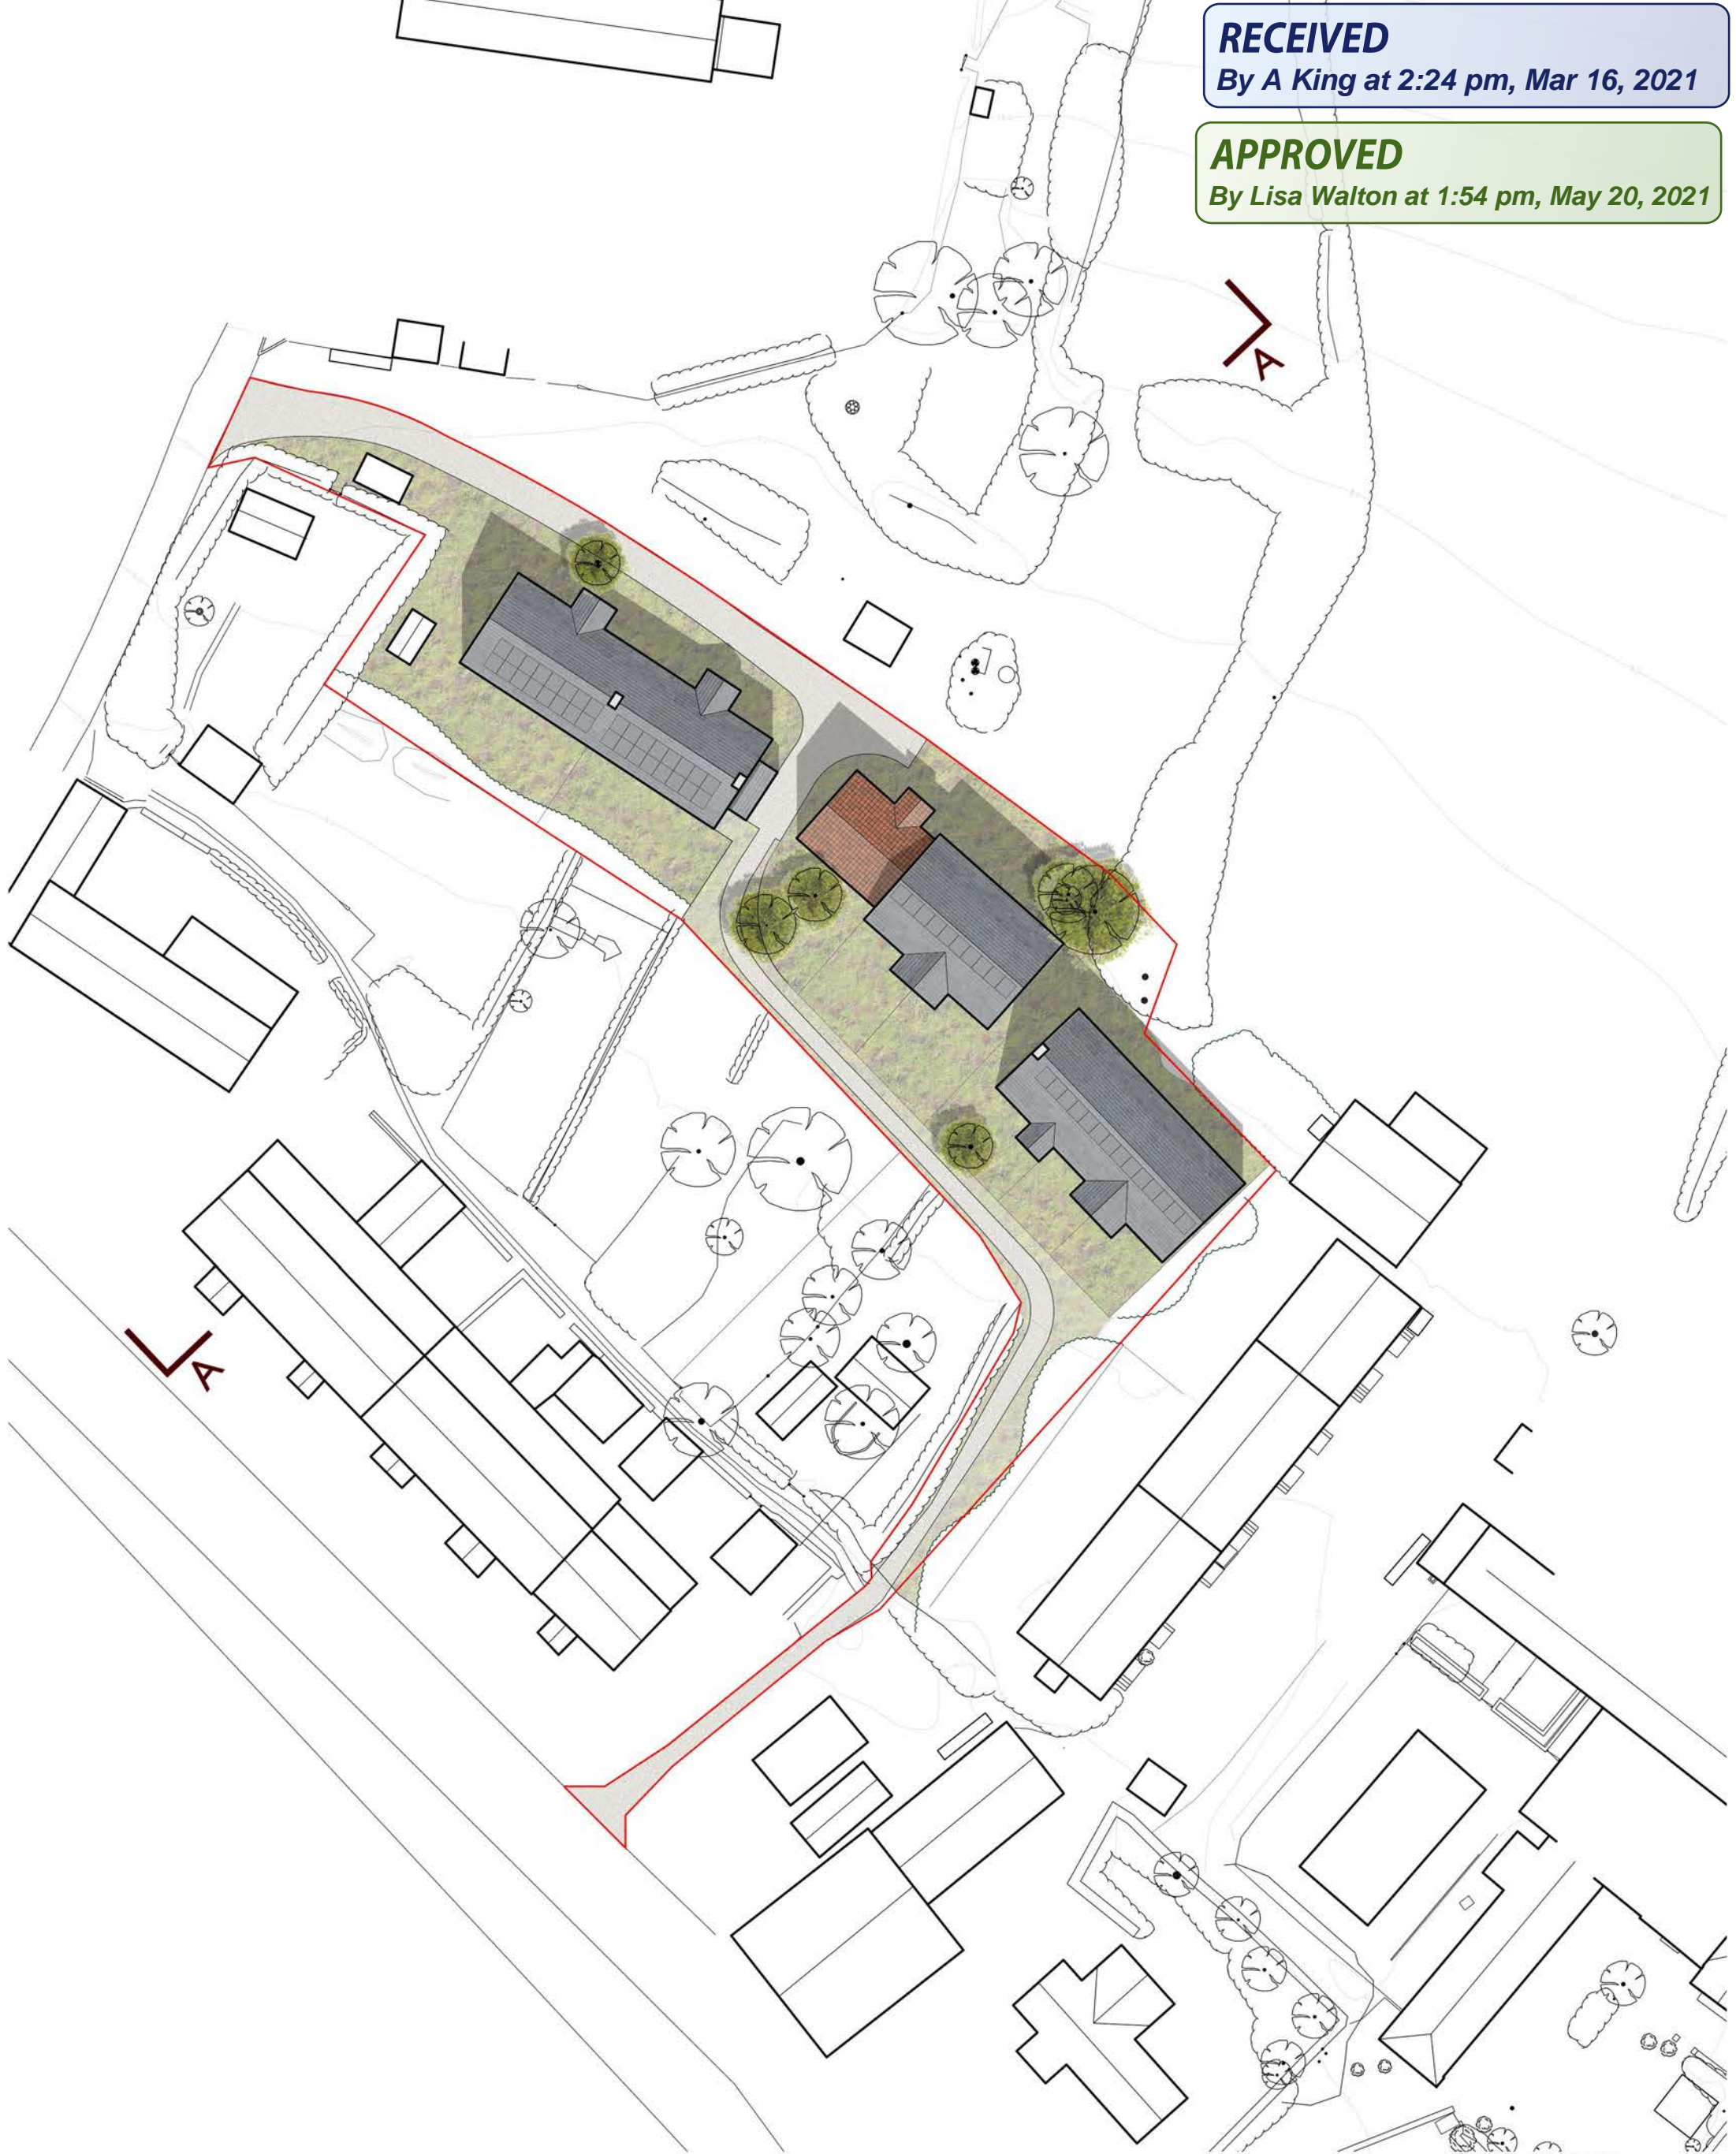 RECEIVED
By A King at 2:24 pm, Mar 16, 2021
APPROVED
By Lisa Walton at 1:54 pm, May 20, 2021
A
A